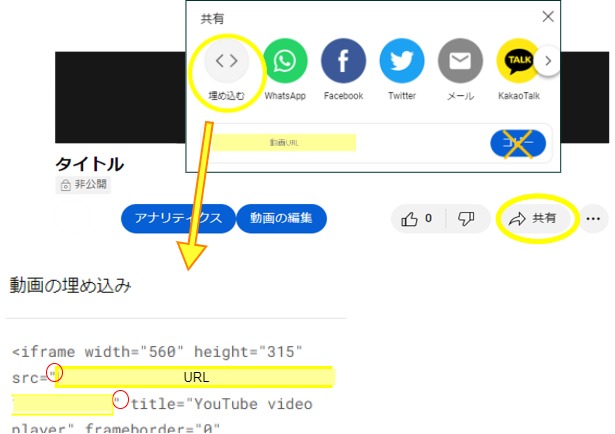 共有
埋め込む
WhatsApp
Facebook
Twitter
メール
TALK
KakaoTalk
動画URL
コピー
タイトル
非公開
アナリティクス
動画の編集
0
共有
動画の埋め込み
<iframe width="560" height="315"
src="URL
" title="YouTube video
player" frameborder="0"